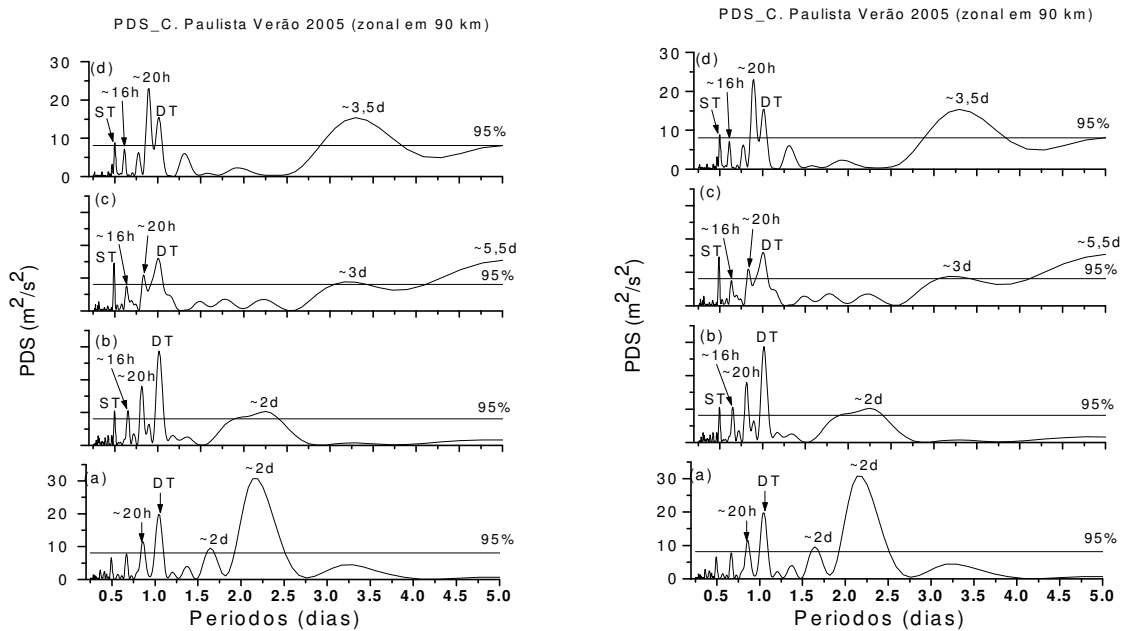 PDS_C. Paulista Verão 2005 (zonal em 90 km)
PDS (m²/s²)
(d)
30
20
10
0
ST
~16h
~20h
DT
~3,5d
95%
(c)
ST
~16h
~20h
DT
~3d
~5,5d
95%
(b)
ST
~16h
~20h
DT
~2d
95%
(a)
30
20
10
0
~20h
DT
~2d
~2d
95%
0.5 1.0 1.5 2.0 2.5 3.0 3.5 4.0 4.5 5.0
Periodos (dias)
PDS_C. Paulista Verão 2005 (zonal em 90 km)
PDS (m²/s²)
(d)
30
20
10
0
ST
~16h
~20h
DT
~3,5d
95%
(c)
ST
~16h
~20h
DT
~3d
~5,5d
95%
(b)
ST
~16h
~20h
DT
~2d
95%
(a)
30
20
10
0
~20h
DT
~2d
~2d
95%
0.5 1.0 1.5 2.0 2.5 3.0 3.5 4.0 4.5 5.0
Periodos (dias)